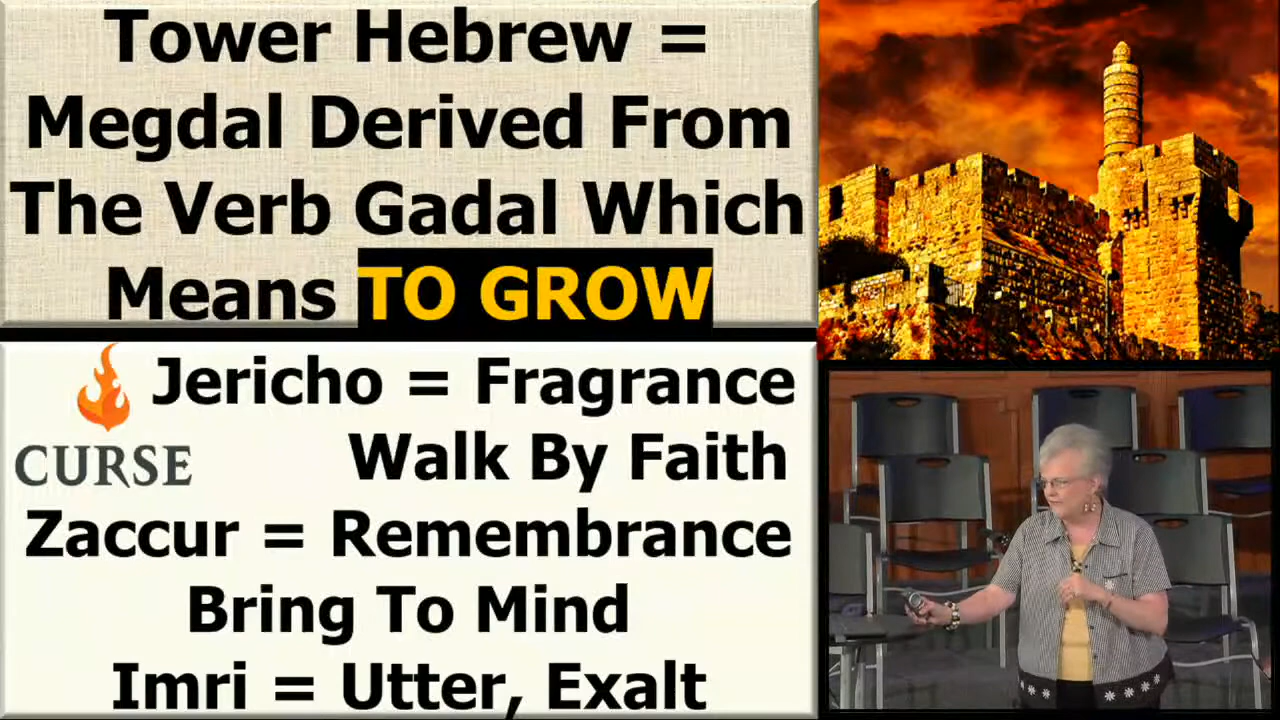 Tower Hebrew =
Megdal Derived From
The Verb Gadal Which
Means TO GROW
Jericho = Fragrance
CURSE Walk By Faith
Zaccur = Remembrance
Bring To Mind
Imri = Utter, Exalt